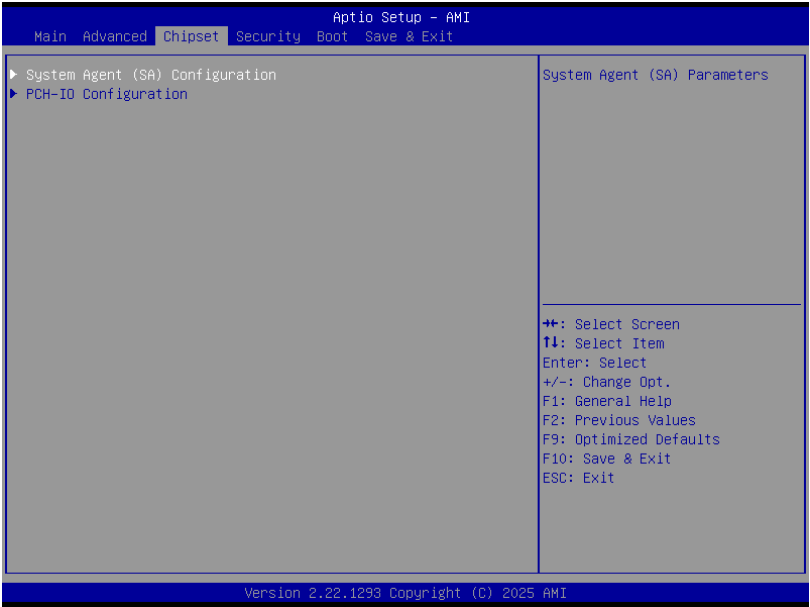 Aptio Setup – AMI
Main Advanced Chipset Security Boot Save & Exit
System Agent (SA) Configuration
PCH-IO Configuration
System Agent (SA) Parameters
→←: Select Screen
↑↓: Select Item
Enter: Select
+/-: Change Opt.
F1: General Help
F2: Previous Values
F9: Optimized Defaults
F10: Save & Exit
ESC: Exit
Version 2.22.1293 Copyright (C) 2025 AMI